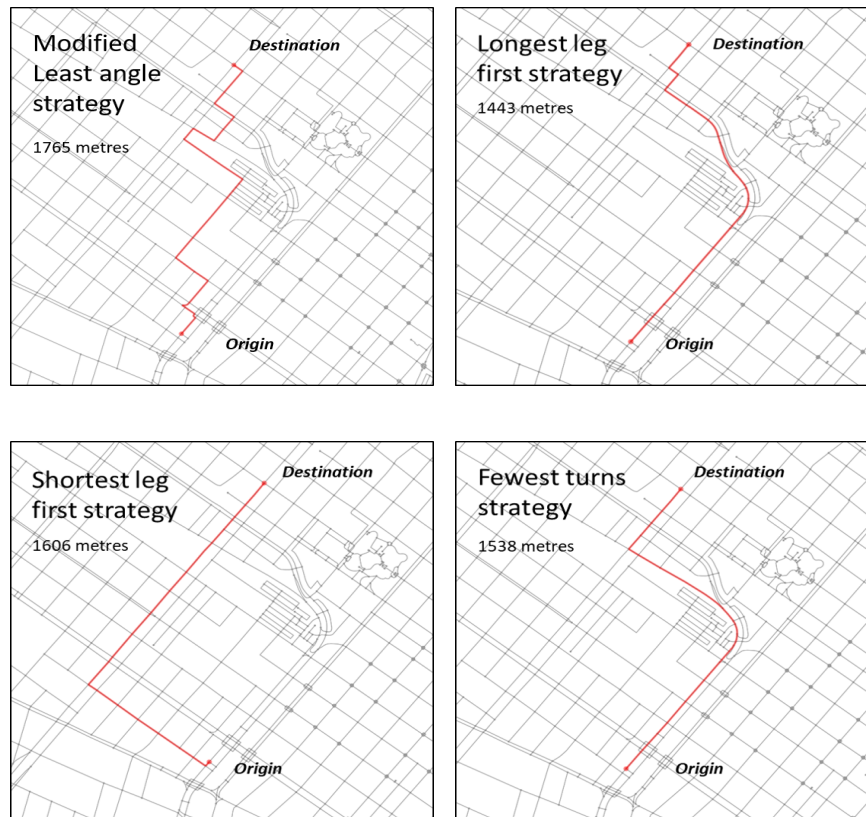 Modified
Least angle
strategy
1765 metres
Destination
Origin
Longest leg
first strategy
1443 metres
Destination
Origin
Shortest leg
first strategy
1606 metres
Destination
Origin
Fewest turns
strategy
1538 metres
Destination
Origin